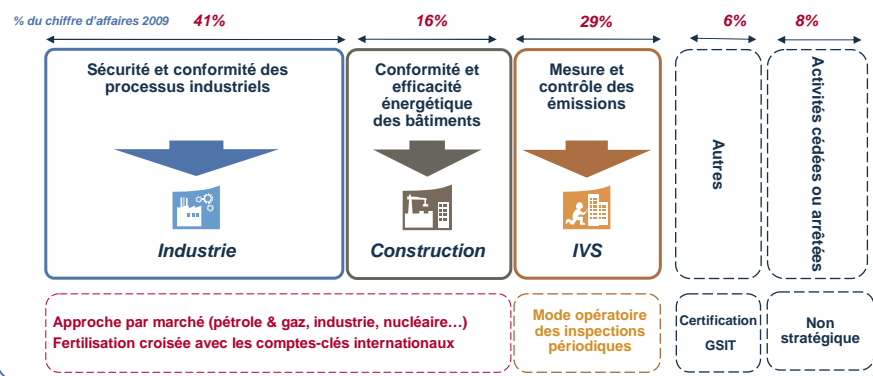 % du chiffre d'affaires 2009
41%
16%
29%
6%
8%
Sécurité et conformité des
processus industriels
Industrie
Conformité et
efficacité
énergétique
des bâtiments
Construction
Mesure et
contrôle des
émissions
IVS
Autres
Activités cédées ou arrêtées
Approche par marché (pétrole & gaz, industrie, nucléaire…)
Fertilisation croisée avec les comptes-clés internationaux
Mode opératoire
des inspections
périodiques
Certification
GSIT
Non
stratégique